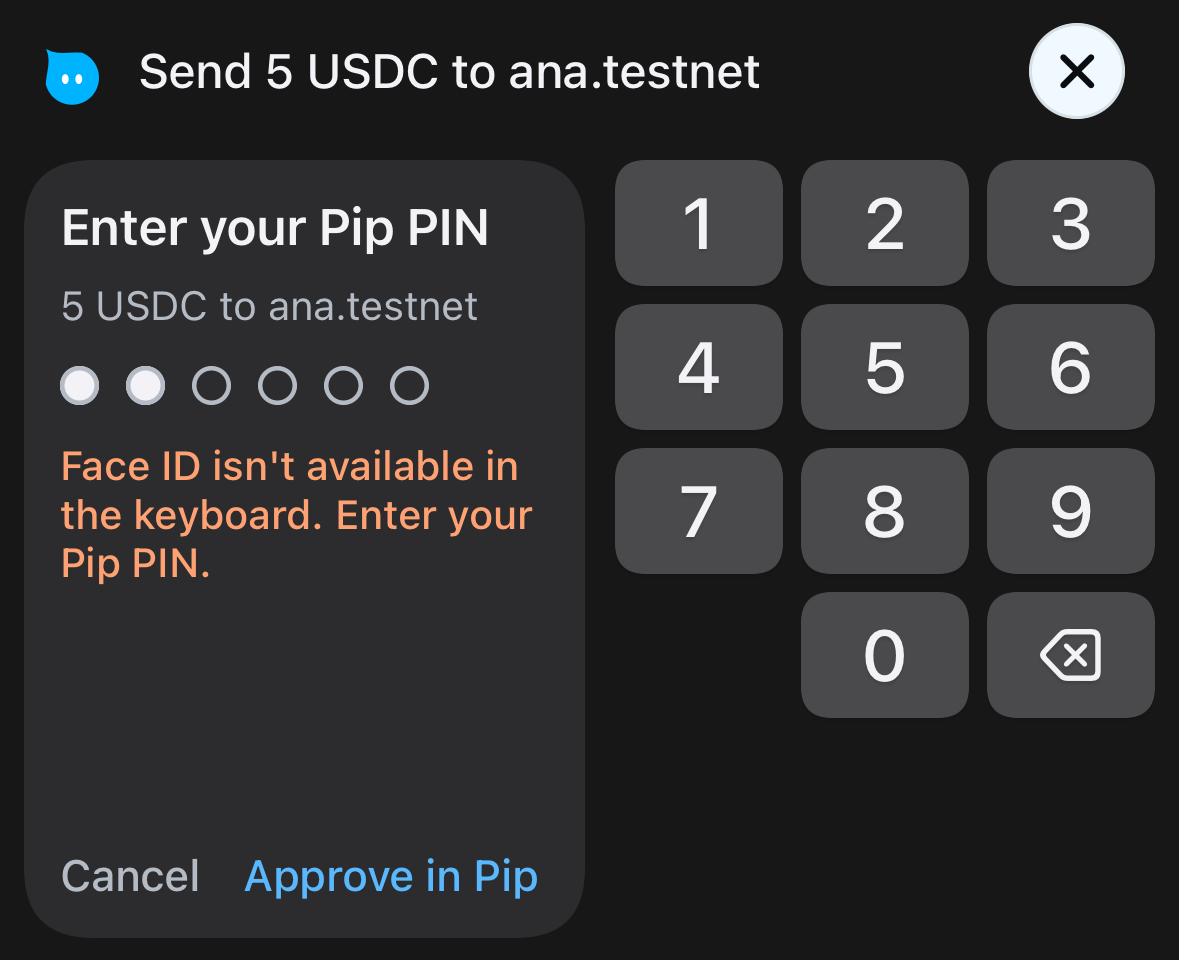 Send 5 USDC to ana.testnet
Enter your Pip PIN
5 USDC to ana.testnet
Face ID isn't available in
the keyboard. Enter your
Pip PIN.
Cancel Approve in Pip
1 2 3
4 5 6
7 8 9
0